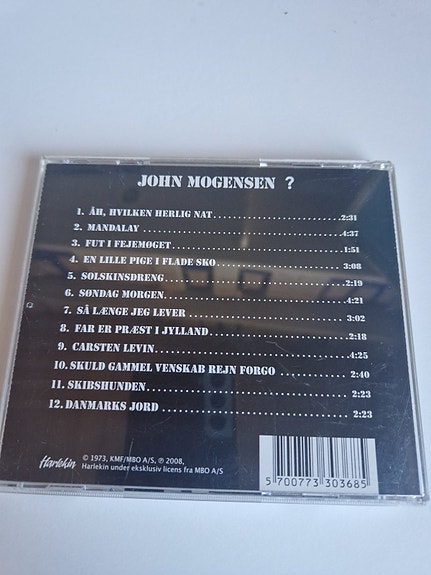 JOHN MOGENSEN ?
1. ÅH, HVILKEN HERLIG NAT......................2:31
2. MANDALAY......................4:37
3. FUT I FEJEMØGET......................1:51
4. EN LILLE PIGE I FLADE SKO......................3:08
5. SOLSKINSDRENG......................2:19
6. SØNDAG MORGEN......................4:21
7. SÅ LÆNGE JEG LEVER......................3:02
8. FAR ER PRÆST I JYLLAND......................2:18
9. CARSTEN LEVIN......................4:25
10. SKULD GAMMEL VENSKAB REJN FORGO......................2:40
11. SKIBSHUNDEN......................2:23
12. DANMARKS JORD......................2:23
Harlekin
© 1973, KMF/MBO A/S, ℗ 2008,
Harlekin under eksklusiv licens fra MBO A/S
5 700773 303685